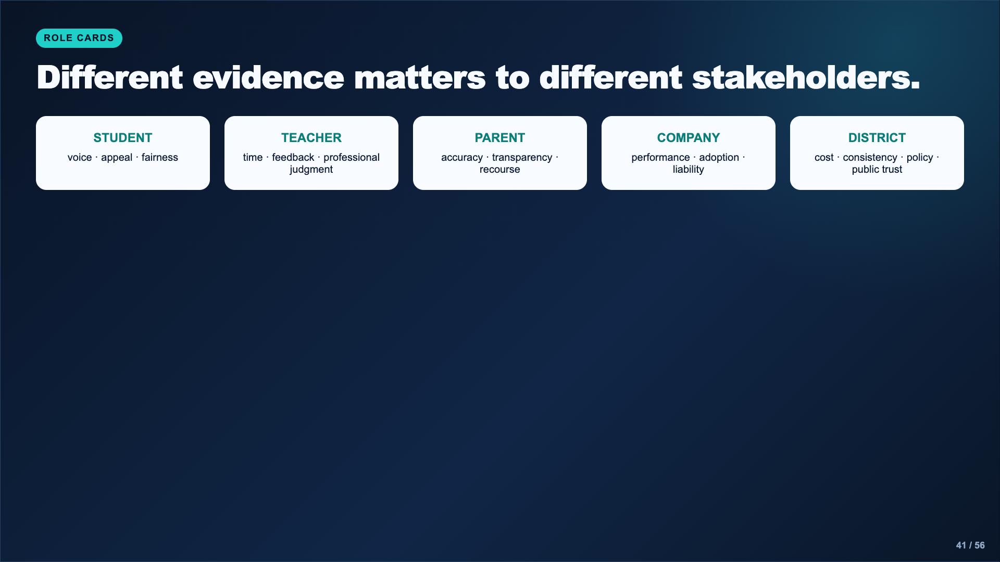 ROLE CARDS
Different evidence matters to different stakeholders.
STUDENT
voice · appeal · fairness
TEACHER
time · feedback · professional
judgment
PARENT
accuracy · transparency ·
recourse
COMPANY
performance · adoption ·
liability
DISTRICT
cost · consistency · policy ·
public trust
41 / 56